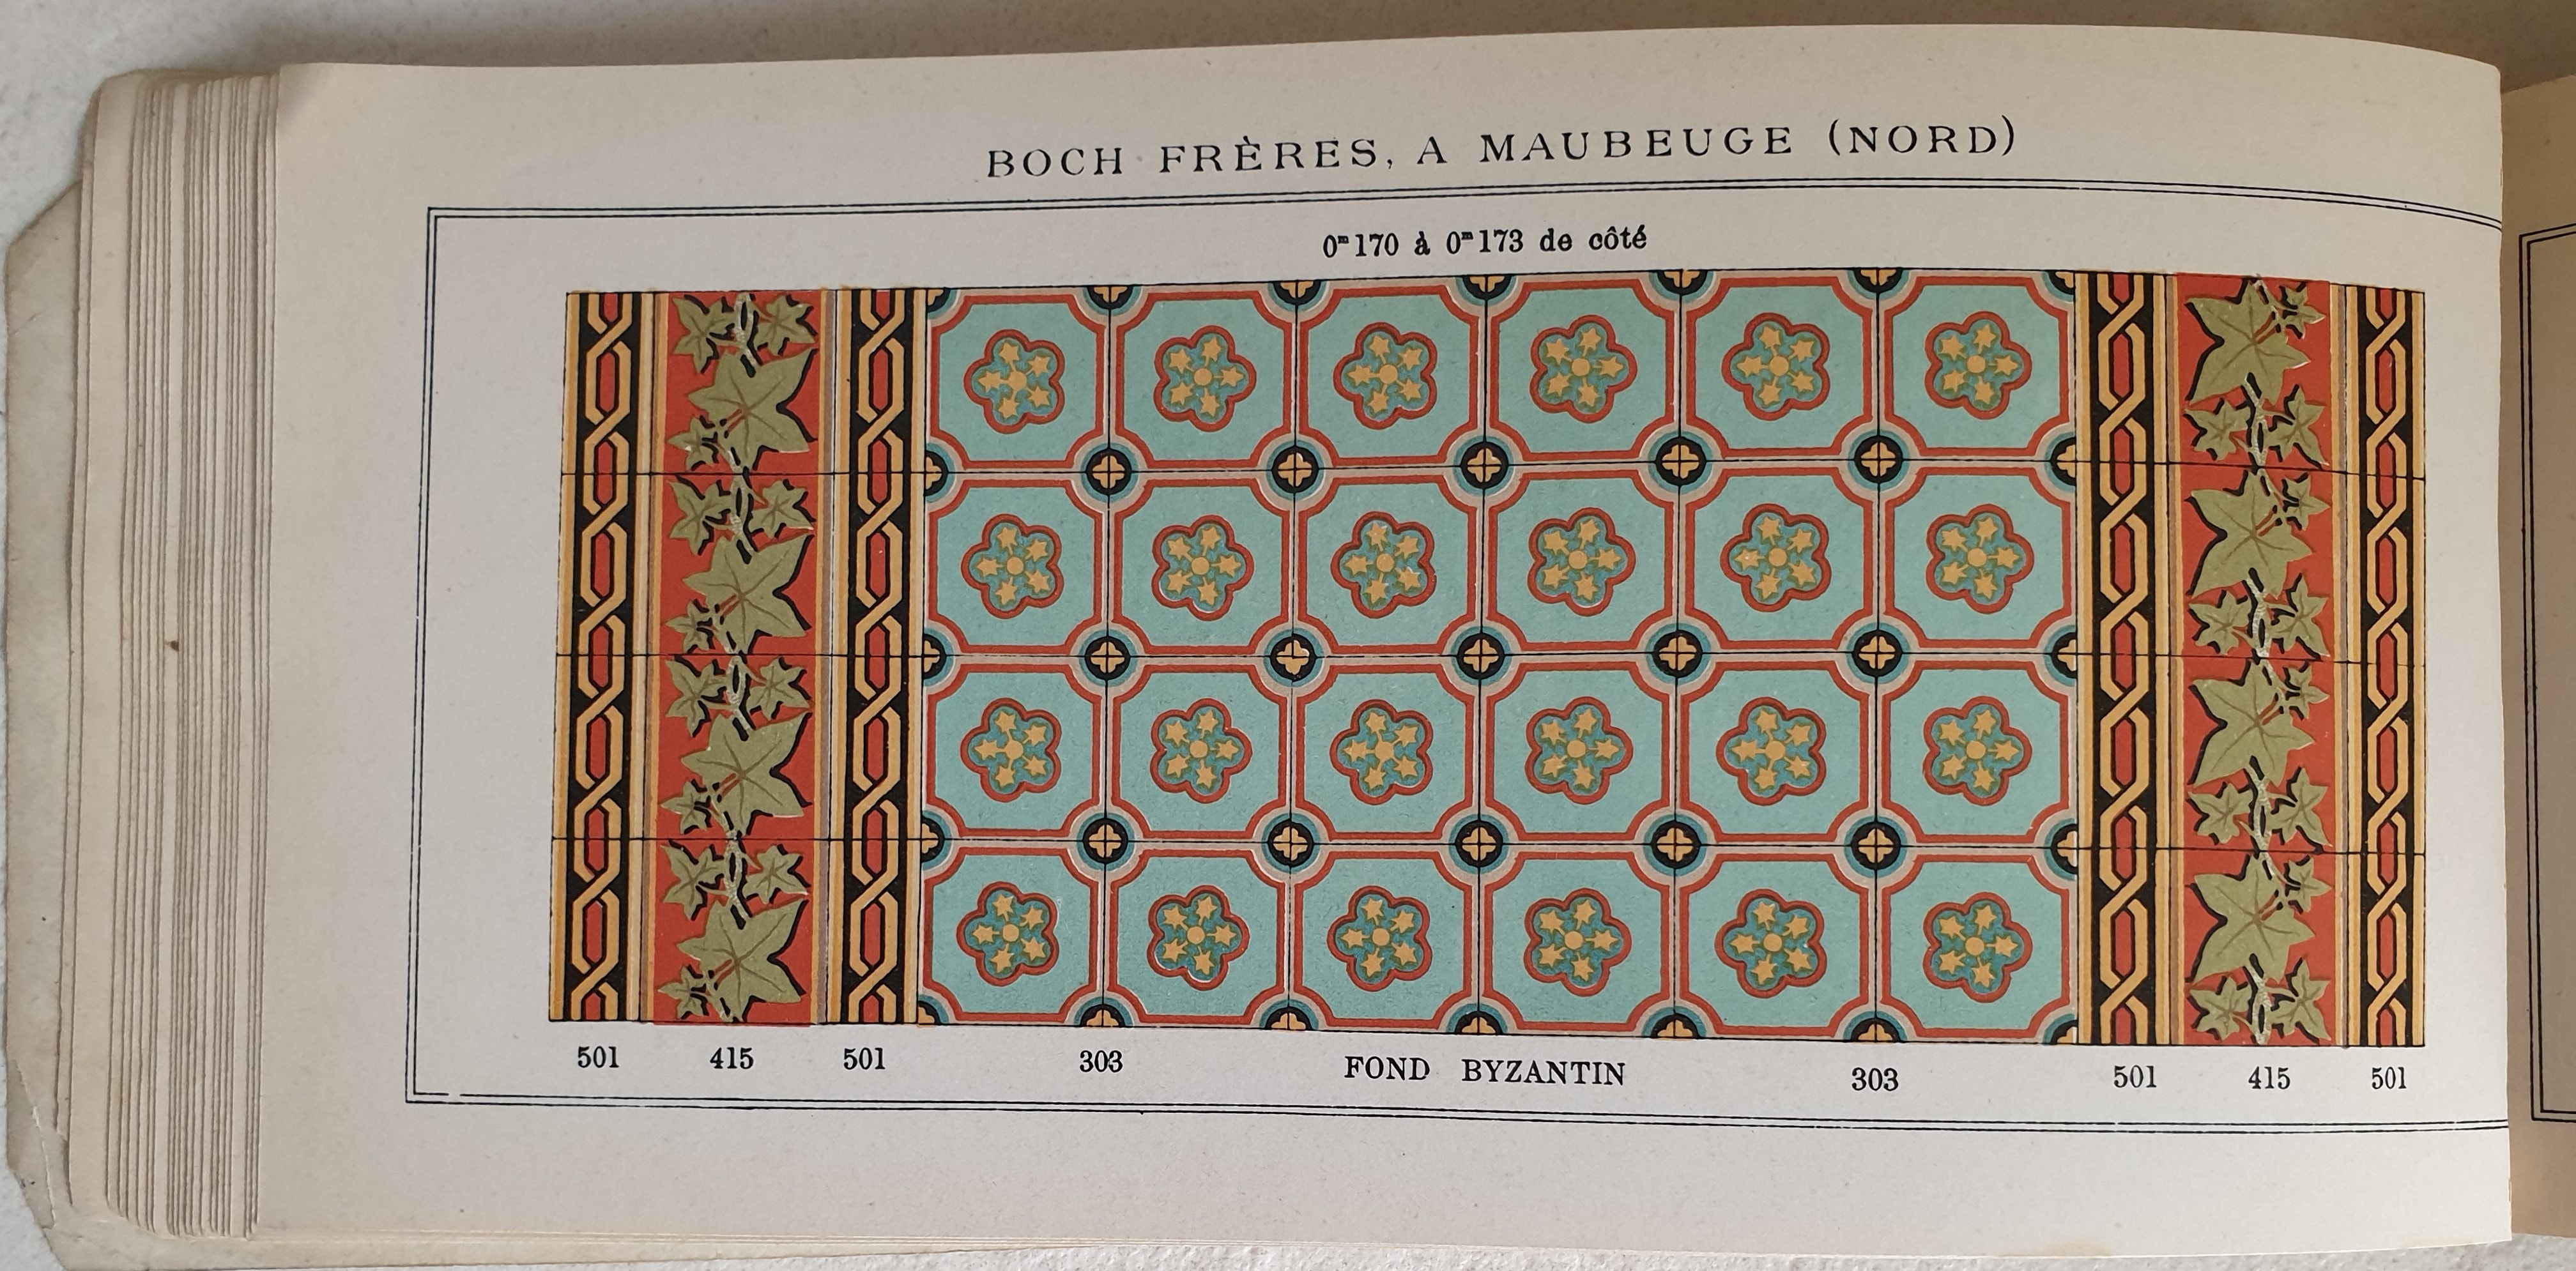 BOCH FRÈRES, A MAUBEUGE (NORD)
0ᵐ170 à 0ᵐ173 de côté
501 415 501 303 FOND BYZANTIN 303 501 415 501